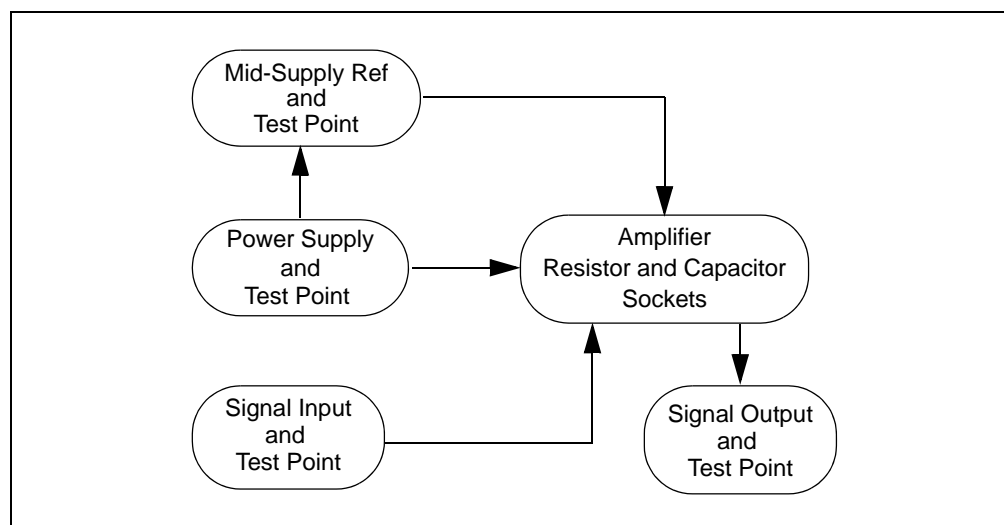 Mid-Supply Ref
and
Test Point
Power Supply
and
Test Point
Amplifier
Resistor and Capacitor
Sockets
Signal Input
and
Test Point
Signal Output
and
Test Point